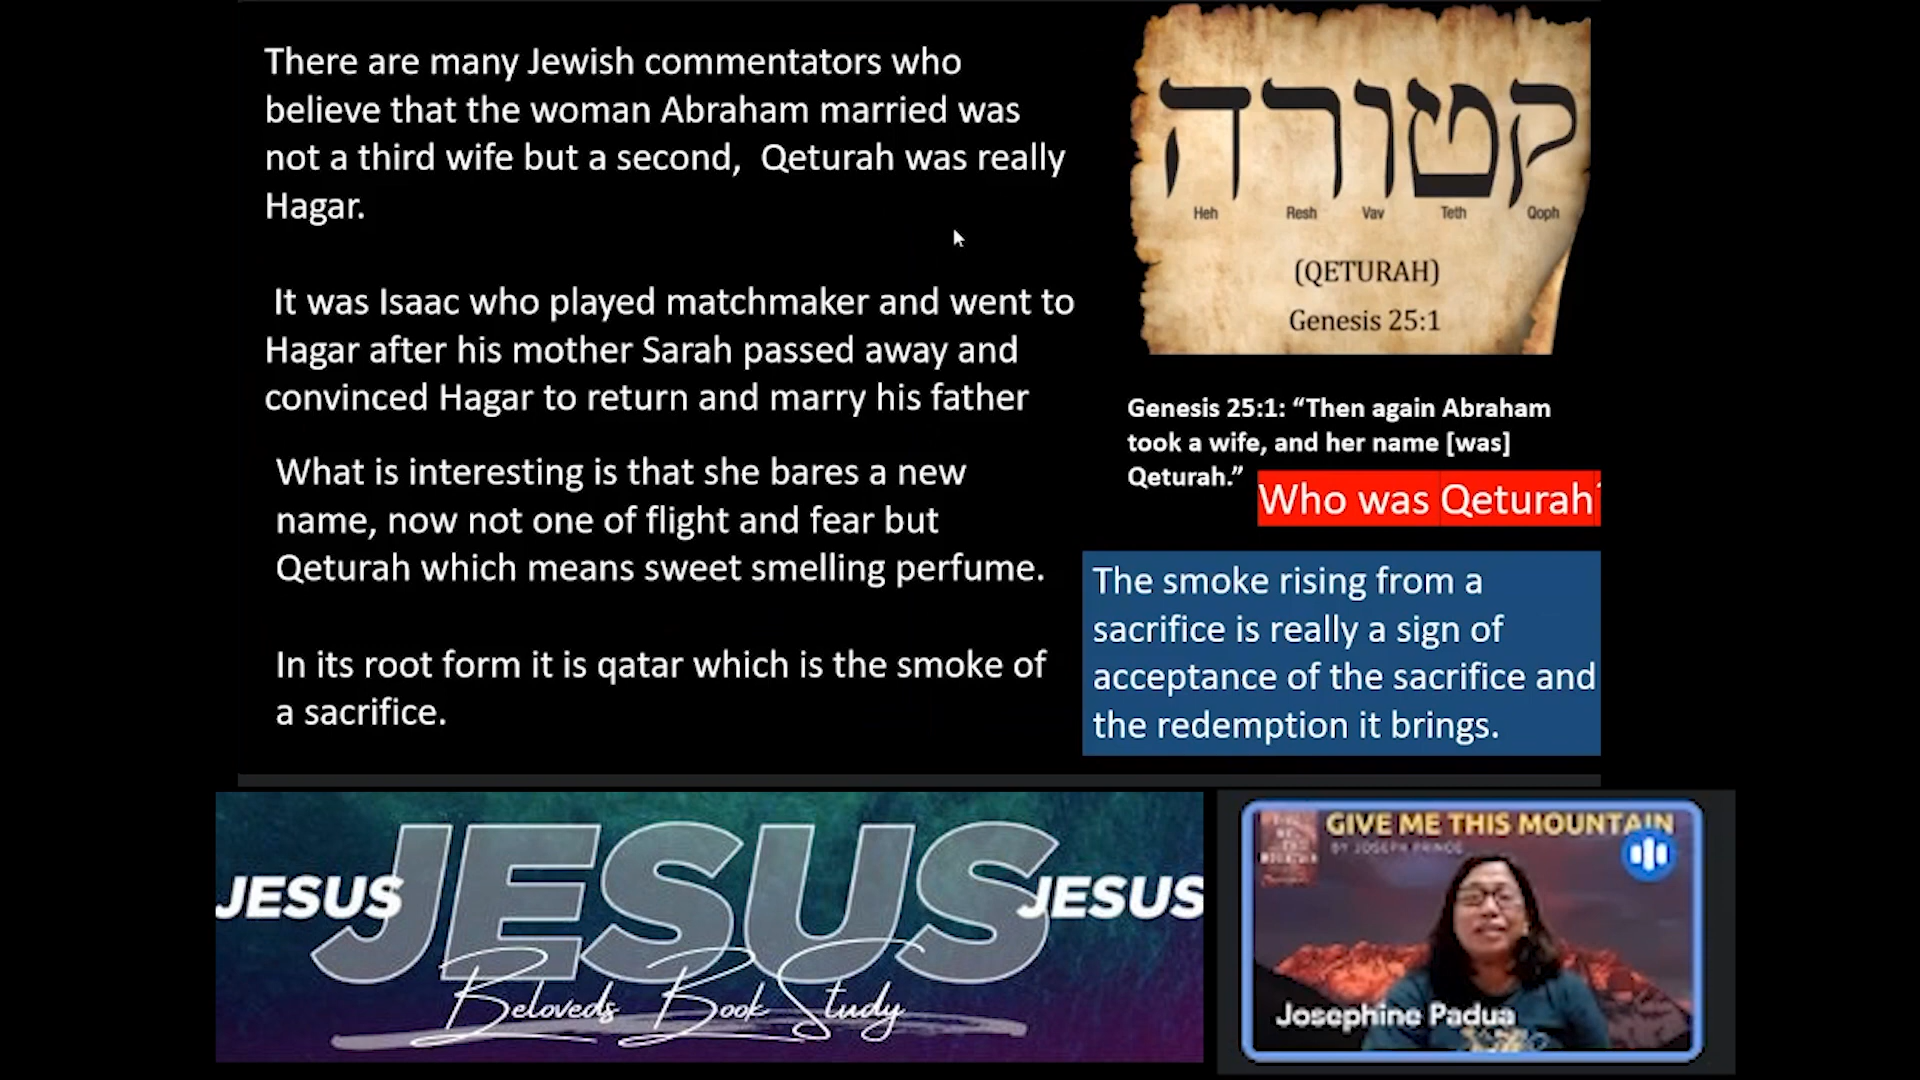 There are many Jewish commentators who
believe that the woman Abraham married was
not a third wife but a second,  Qeturah was really
Hagar.
It was Isaac who played matchmaker and went to
Hagar after his mother Sarah passed away and
convinced Hagar to return and marry his father
What is interesting is that she bares a new
name, now not one of flight and fear but
Qeturah which means sweet smelling perfume.
In its root form it is qatar which is the smoke of
a sacrifice.
קטורה
Heh Resh Vav Teth Qoph
(QETURAH)
Genesis 25:1
Genesis 25:1: “Then again Abraham
took a wife, and her name [was]
Qeturah.”
Who was Qeturah
The smoke rising from a
sacrifice is really a sign of
acceptance of the sacrifice and
the redemption it brings.
JESUS
JESUS
JESUS
Beloveds Book Study
GIVE ME THIS MOUNTAIN
BY JOSEPH PRINCE
Josephine Padua